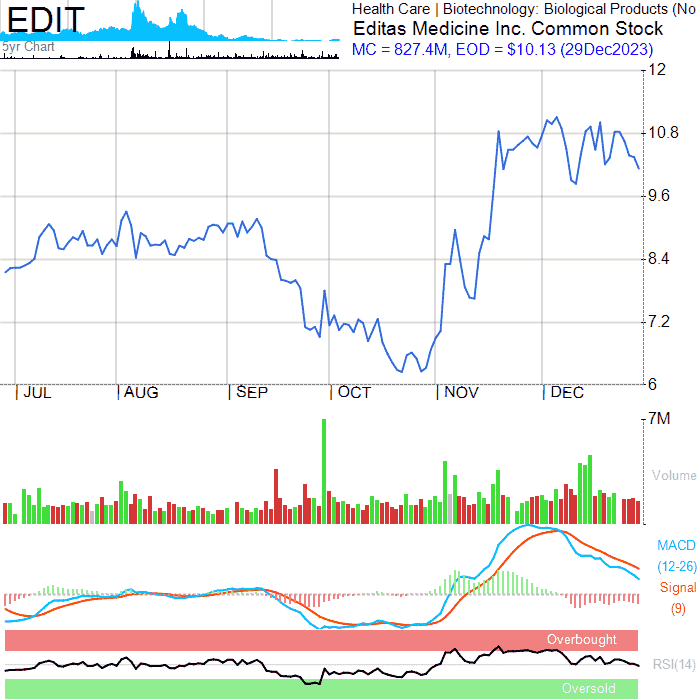 EDIT
5yr Chart
Health Care | Biotechnology: Biological Products (No
Editas Medicine Inc. Common Stock
MC = 827.4M, EOD = $10.13 (29Dec2023)
12
10.8
9.6
8.4
7.2
6
| JUL | AUG | SEP | OCT | NOV | DEC
7M
Volume
MACD
(12-26)
Signal
(9)
Overbought
RSI(14)
Oversold